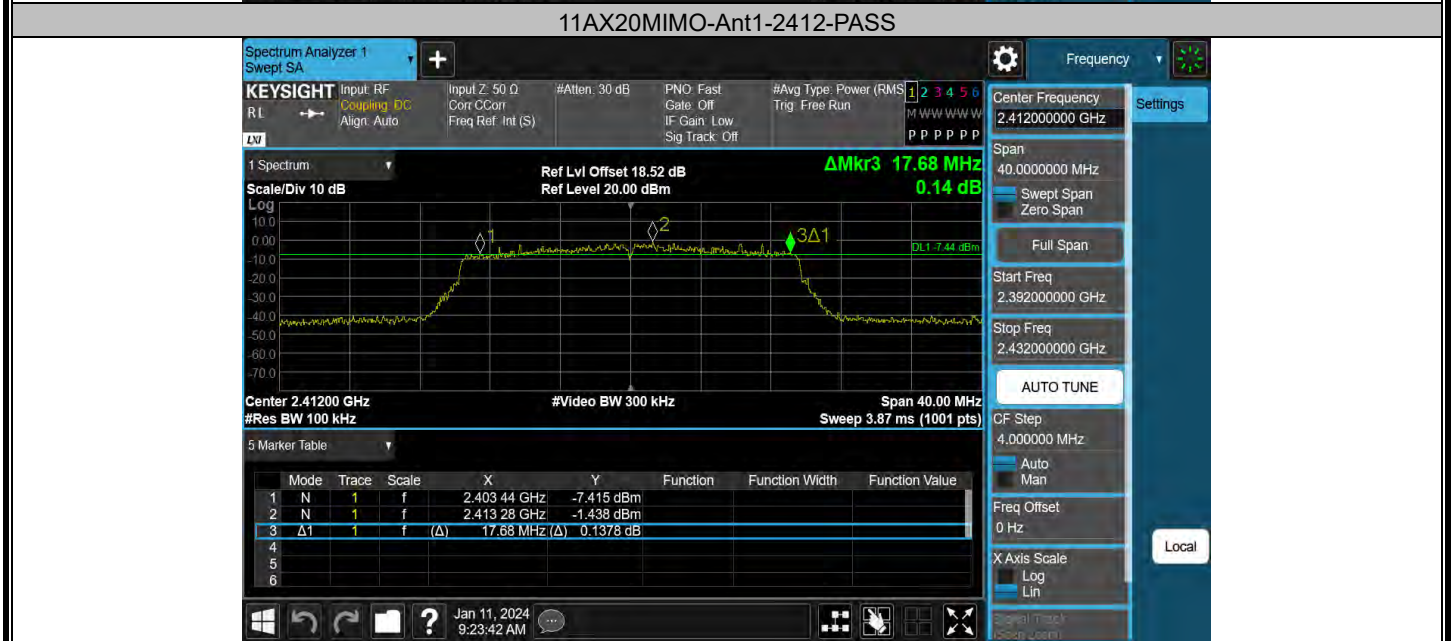 11AX20MIMO-Ant1-2412-PASS
Spectrum Analyzer 1
Swept SA
+
Frequency
KEYSIGHT
RL
LXI
Input: RF
Coupling: DC
Align: Auto
Input Z: 50 Ω
Corr CCorr
Freq Ref: Int (S)
#Atten: 30 dB
PNO: Fast
Gate: Off
IF Gain: Low
Sig Track: Off
#Avg Type: Power (RMS
Trig: Free Run
1 2 3 4 5 6
M W W W W W
P P P P P P
1 Spectrum
Scale/Div 10 dB
Ref Lvl Offset 18.52 dB
Ref Level 20.00 dBm
ΔMkr3 17.68 MHz
0.14 dB
Log
10.0
0.00
-10.0
-20.0
-30.0
-40.0
-50.0
-60.0
-70.0
1
2
3Δ1
DL1 -7.44 dBm
Center 2.41200 GHz
#Video BW 300 kHz
Span 40.00 MHz
#Res BW 100 kHz
Sweep 3.87 ms (1001 pts)
5 Marker Table
Mode Trace Scale X Y Function Function Width Function Value
1 N 1 f 2.403 44 GHz -7.415 dBm
2 N 1 f 2.413 28 GHz -1.438 dBm
3 Δ1 1 f (Δ) 17.68 MHz (Δ) 0.1378 dB
4
5
6
?
Jan 11, 2024
9:23:42 AM
Center Frequency
2.412000000 GHz
Settings
Span
40.0000000 MHz
Swept Span
Zero Span
Full Span
Start Freq
2.392000000 GHz
Stop Freq
2.432000000 GHz
AUTO TUNE
CF Step
4.000000 MHz
Auto
Man
Freq Offset
0 Hz
X Axis Scale
Log
Lin
Local
Signal Track
(Span Zoom)